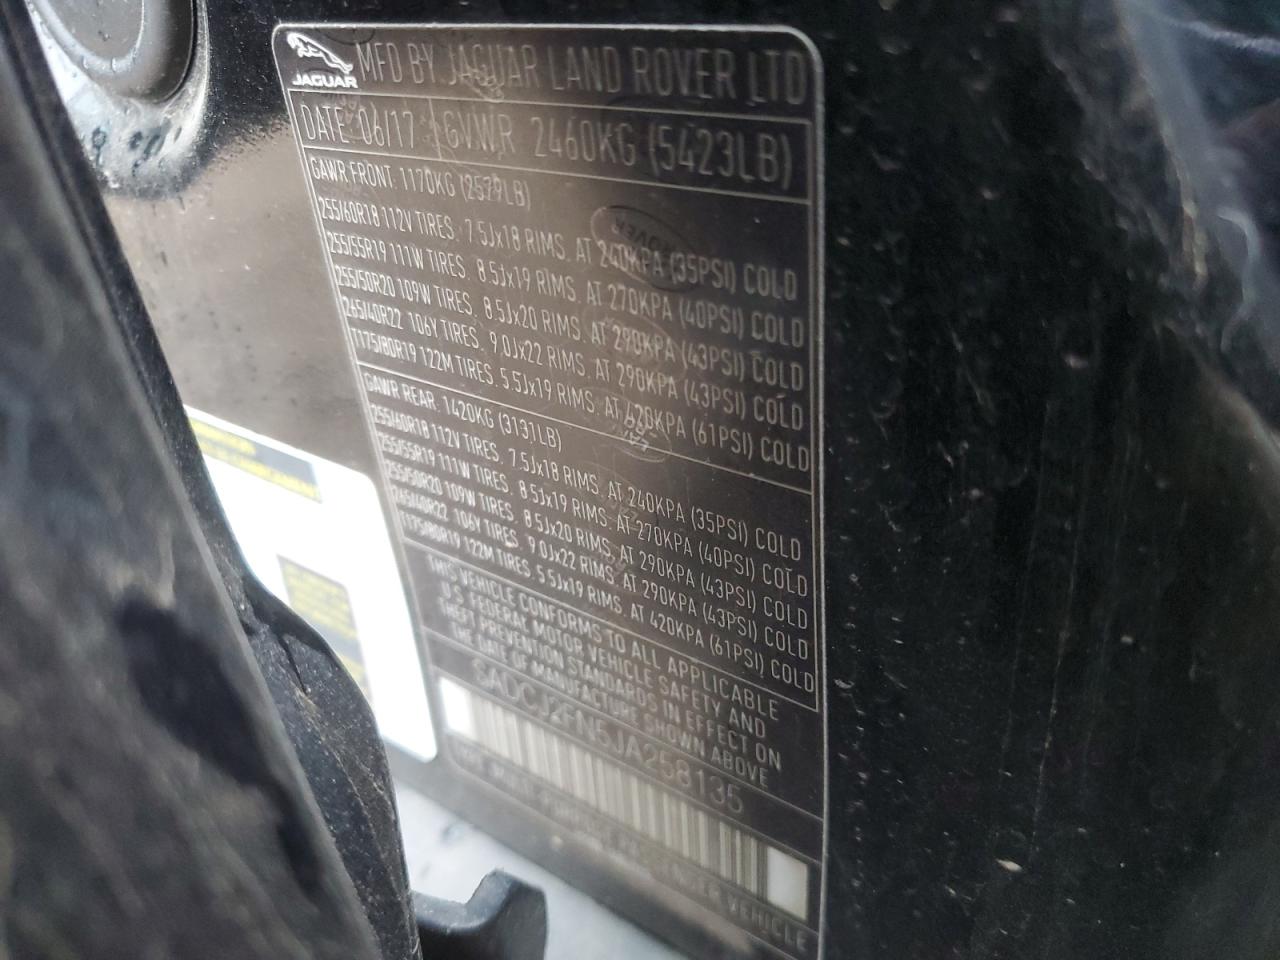 JAGUAR
MFD BY JAGUAR LAND ROVER LTD
DATE 06/17 GVWR 2460KG (5423LB)
GAWR FRONT. 1170KG (2579LB)
255/60R18 112V TIRES. 7.5Jx18 RIMS. AT 240KPA (35PSI) COLD
255/55R19 111W TIRES. 8.5Jx19 RIMS. AT 270KPA (40PSI) COLD
255/50R20 109W TIRES. 8.5Jx20 RIMS. AT 290KPA (43PSI) COLD
265/40R22 106Y TIRES. 9.0Jx22 RIMS. AT 290KPA (43PSI) COLD
T175/80R19 122M TIRES. 5.5Jx19 RIMS. AT 420KPA (61PSI) COLD
GAWR REAR. 1420KG (3131LB)
255/60R18 112V TIRES. 7.5Jx18 RIMS. AT 240KPA (35PSI) COLD
255/55R19 111W TIRES. 8.5Jx19 RIMS. AT 270KPA (40PSI) COLD
255/50R20 109W TIRES. 8.5Jx20 RIMS. AT 290KPA (43PSI) COLD
265/40R22 106Y TIRES. 9.0Jx22 RIMS. AT 290KPA (43PSI) COLD
T175/80R19 122M TIRES. 5.5Jx19 RIMS. AT 420KPA (61PSI) COLD
THIS VEHICLE CONFORMS TO ALL APPLICABLE
U.S. FEDERAL MOTOR VEHICLE SAFETY AND
THEFT PREVENTION STANDARDS IN EFFECT ON
THE DATE OF MANUFACTURE SHOWN ABOVE
SADCJ2FN5JA258135
VEHICLE